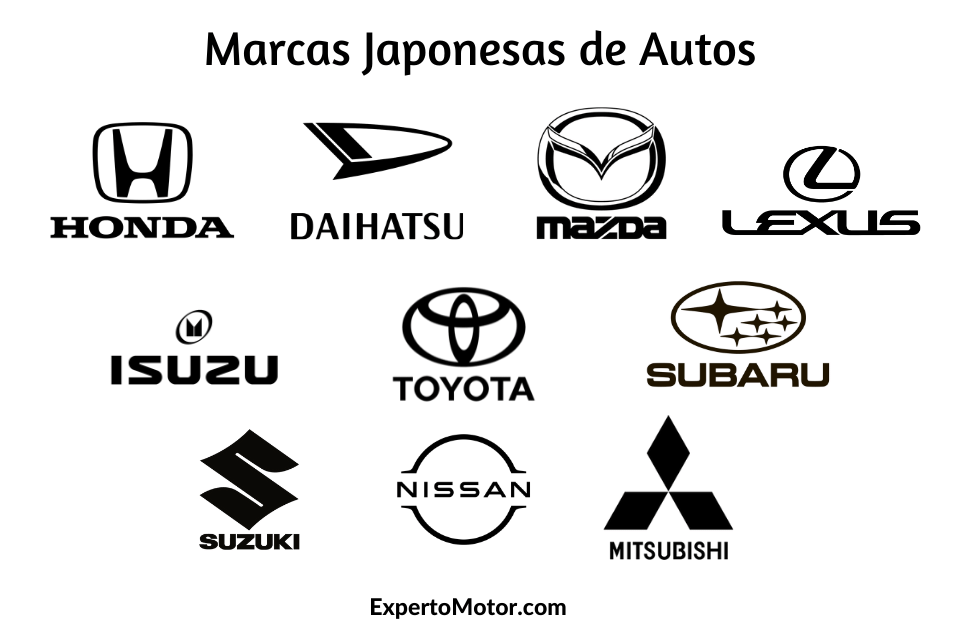 Marcas Japonesas de Autos
HONDA
DAIHATSU
mazda
LEXUS
ISUZU
TOYOTA
SUBARU
SUZUKI
NISSAN
MITSUBISHI
ExpertoMotor.com